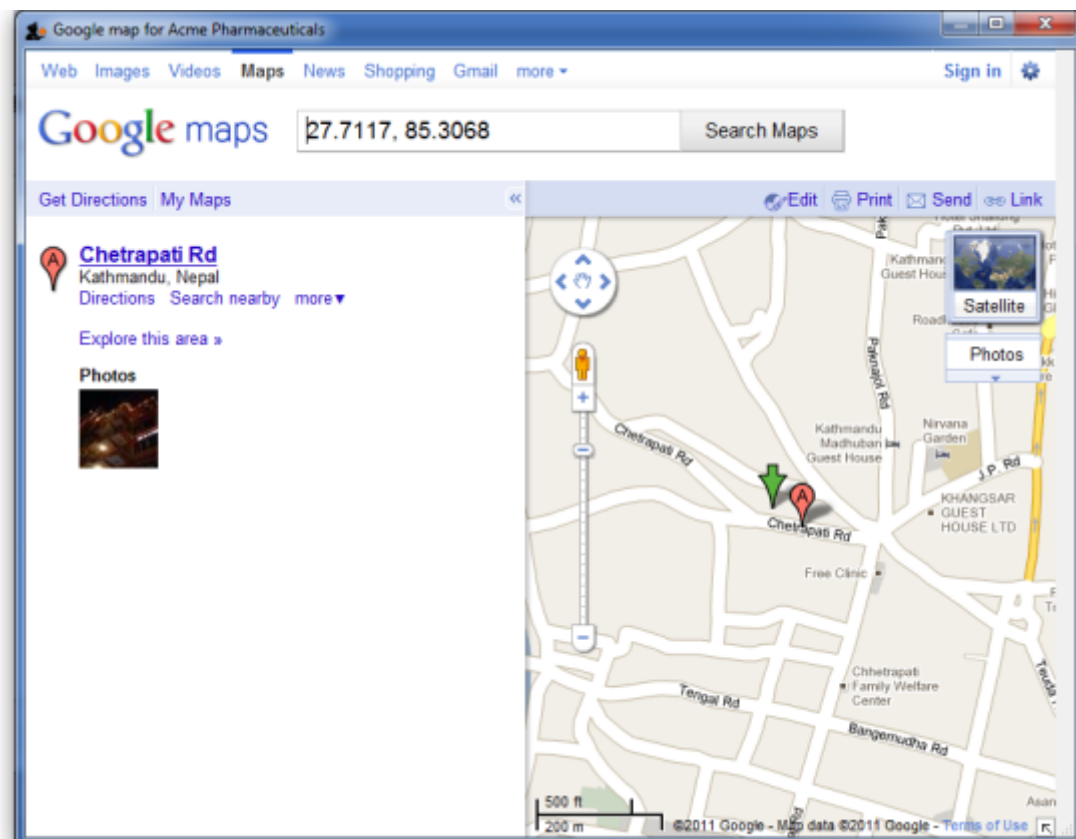 Google map for Acme Pharmaceuticals
Web Images Videos Maps News Shopping Gmail more
Sign in
Google maps
27.7117, 85.3068
Search Maps
Get Directions My Maps
«
Edit Print Send Link
A
Chetrapati Rd
Kathmandu, Nepal
Directions Search nearby more▼
Explore this area »
Photos
Satellite
Photos
Guest Hou
Paknajol Rd
Kathmandu
Madhuban
Guest House
Nirvana
Garden
J.P. Rd
Chetrapati Rd
A
KHANGSAR
GUEST
HOUSE LTD
Chetrapati Rd
Free Clinic
Chhetrapati
Family Welfare
Center
Tengal Rd
Bangemudha Rd
Teuda
Asan
500 ft
200 m
©2011 Google - Map data ©2011 Google - Terms of Use